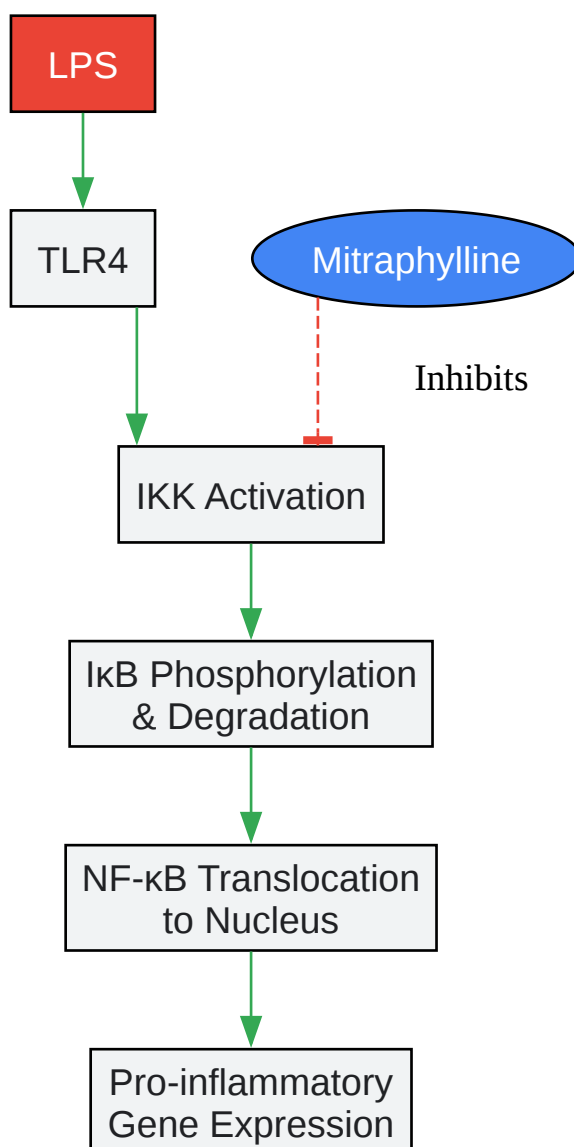 LPS
TLR4
Mitraphylline
Inhibits
IKK Activation
IκB Phosphorylation
& Degradation
NF-κB Translocation
to Nucleus
Pro-inflammatory
Gene Expression